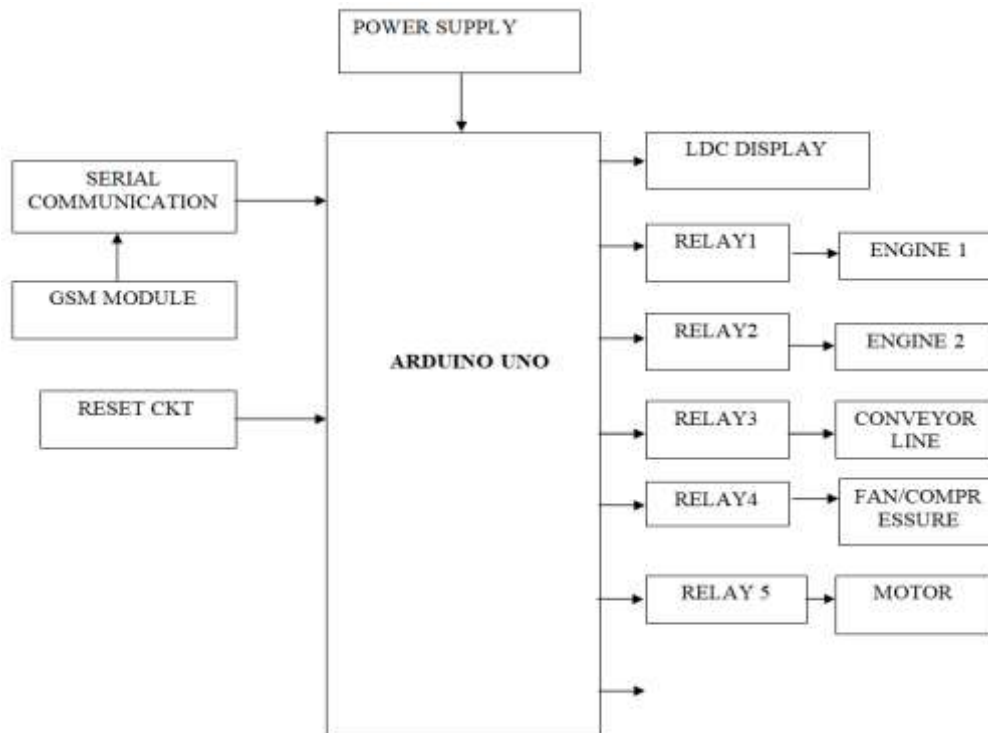 POWER SUPPLY
SERIAL
COMMUNICATION
GSM MODULE
RESET CKT
ARDUINO UNO
LDC DISPLAY
RELAY1
ENGINE 1
RELAY2
ENGINE 2
RELAY3
CONVEYOR
LINE
RELAY4
FAN/COMPR
ESSURE
RELAY 5
MOTOR